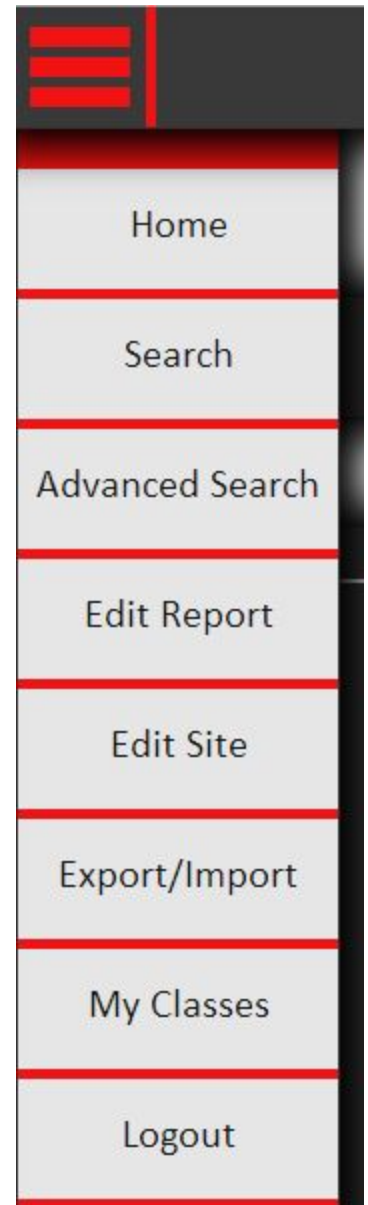 Home
Search
Advanced Search
Edit Report
Edit Site
Export/Import
My Classes
Logout